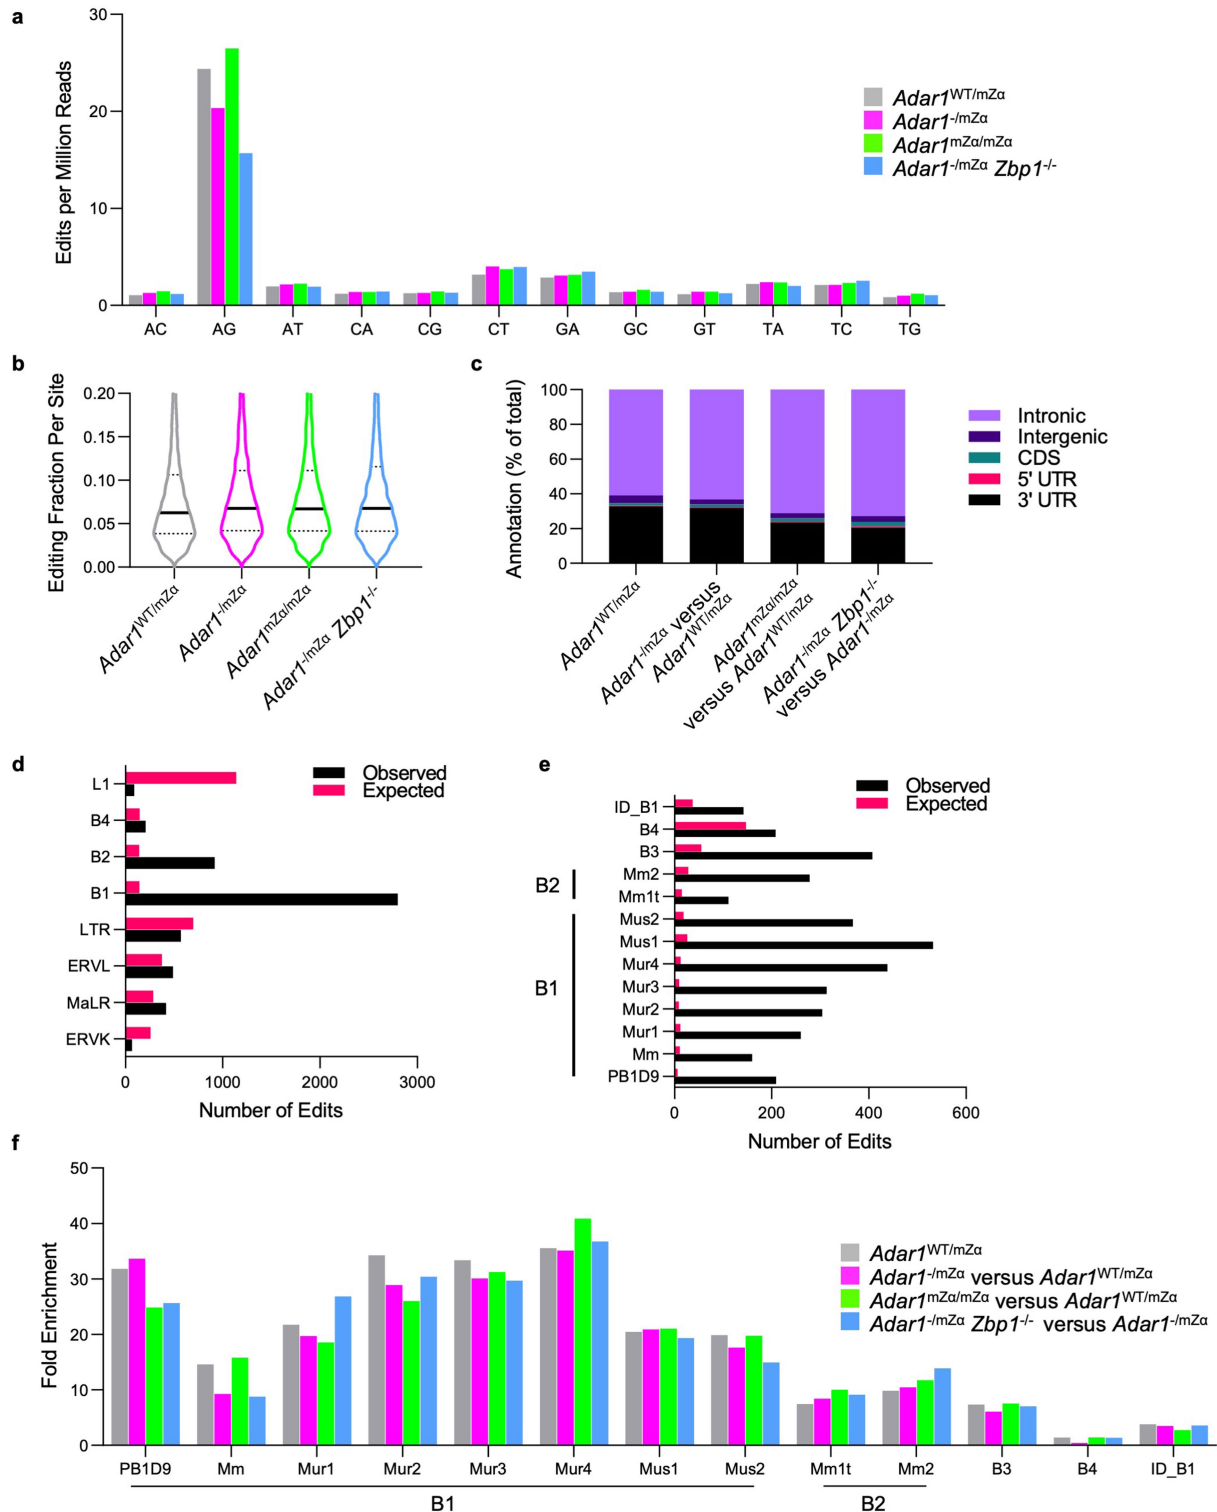 a
30
20
10
0
Edits per Million Reads
AC AG AT CA CG CT GA GC GT TA TC TG
Adar1WT/mZα
Adar1-/mZα
Adar1mZα/mZα
Adar1-/mZα Zbp1-/-
b
Editing Fraction Per Site
0.20
0.15
0.10
0.05
0.00
Adar1WT/mZα
Adar1-/mZα
Adar1mZα/mZα
Adar1-/mZα Zbp1-/-
c
Annotation (% of total)
100
80
60
40
20
0
Adar1WT/mZα
Adar1-/mZα versus
Adar1WT/mZα
Adar1mZα/mZα
versus Adar1WT/mZα
Adar1-/mZα Zbp1-/-
versus Adar1-/mZα
Intronic
Intergenic
CDS
5' UTR
3' UTR
d
L1
B4
B2
B1
LTR
ERVL
MaLR
ERVK
Observed
Expected
0 1000 2000 3000
Number of Edits
e
ID_B1
B4
B3
Mm2
Mm1t
Mus2
Mus1
Mur4
Mur3
Mur2
Mur1
Mm
PB1D9
B2
B1
Observed
Expected
0 200 400 600
Number of Edits
f
50
40
30
20
10
0
Fold Enrichment
Adar1WT/mZα
Adar1-/mZα versus Adar1WT/mZα
Adar1mZα/mZα versus Adar1WT/mZα
Adar1-/mZα Zbp1-/- versus Adar1-/mZα
PB1D9 Mm Mur1 Mur2 Mur3 Mur4 Mus1 Mus2 Mm1t Mm2 B3 B4 ID_B1
B1 B2